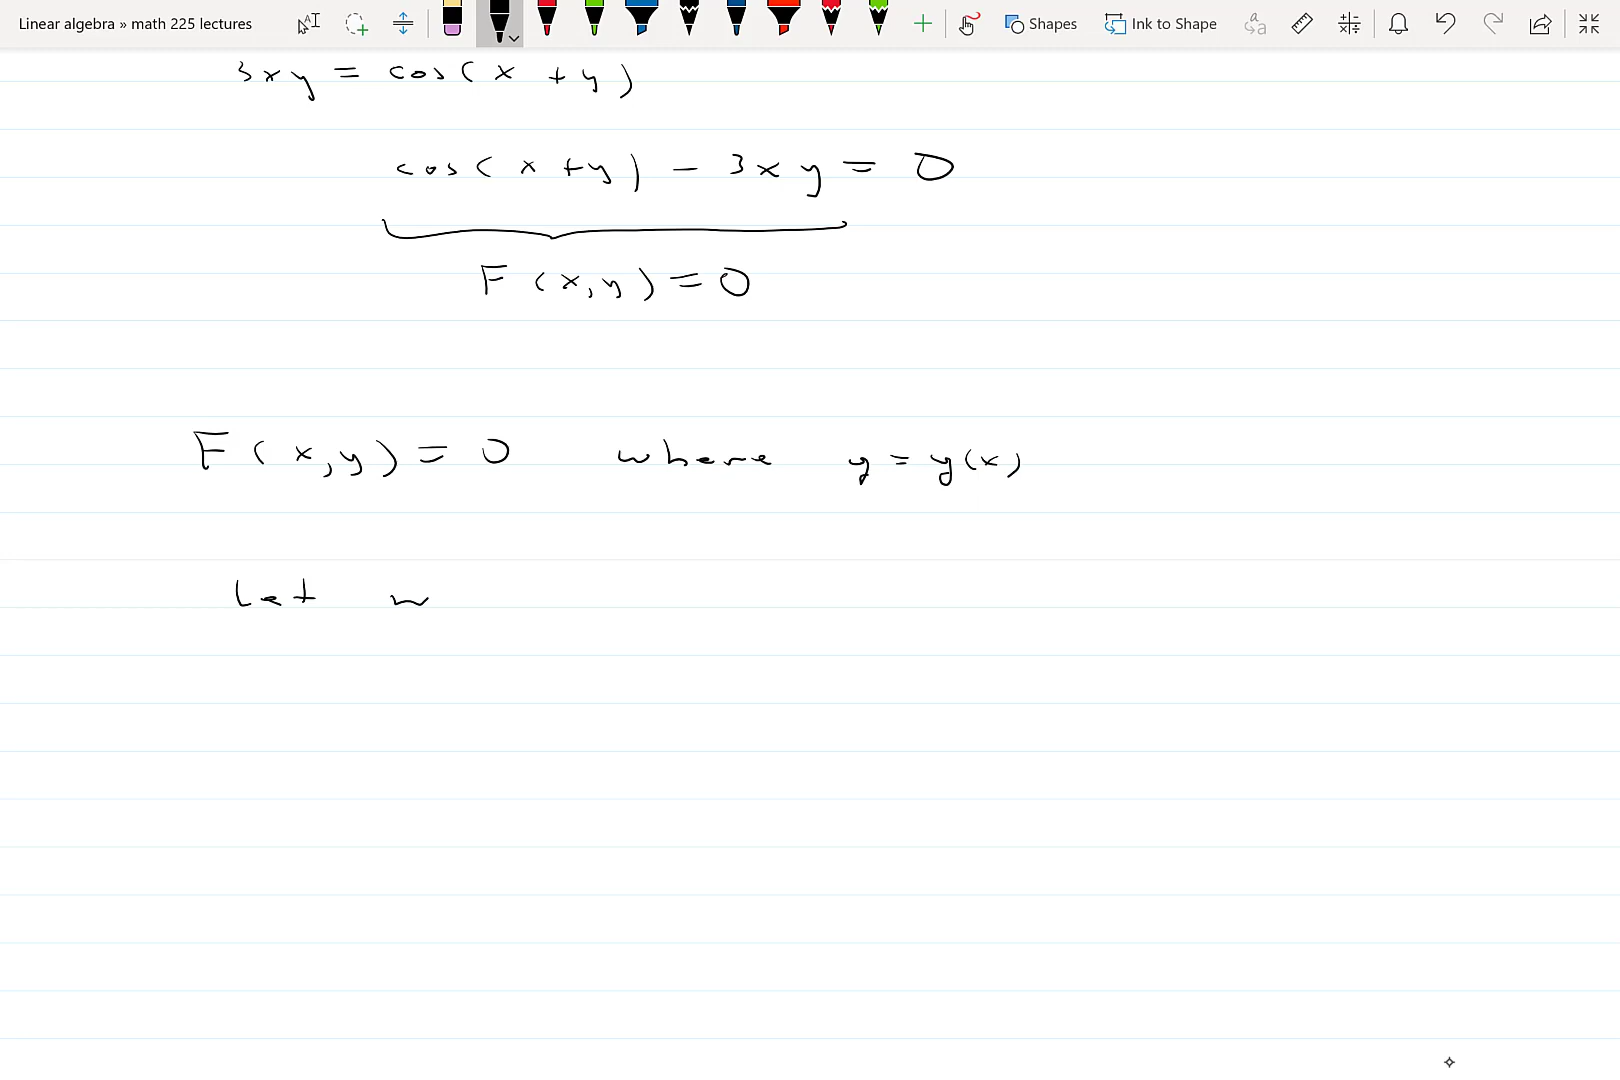 Linear algebra » math 225 lectures Shapes Ink to Shape
3xy = cos(x + y)
cos(x + y) - 3xy = 0
F(x,y) = 0
F(x,y) = 0 where y = y(x)
Let w